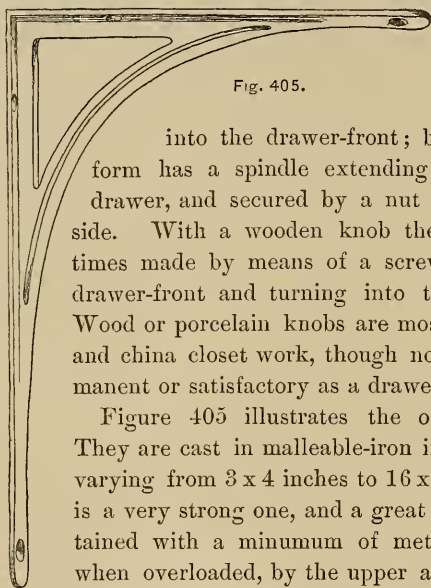 Fig. 405.
into the drawer-front; b
form has a spindle extending
drawer, and secured by a nut
side. With a wooden knob the
times made by means of a screw
drawer-front and turning into t
Wood or porcelain knobs are mos
and china closet work, though no
manent or satisfactory as a drawe
Figure 405 illustrates the o
They are cast in malleable-iron i
varying from 3 x 4 inches to 16 x
is a very strong one, and a great
tained with a minumum of met
when overloaded, by the upper a